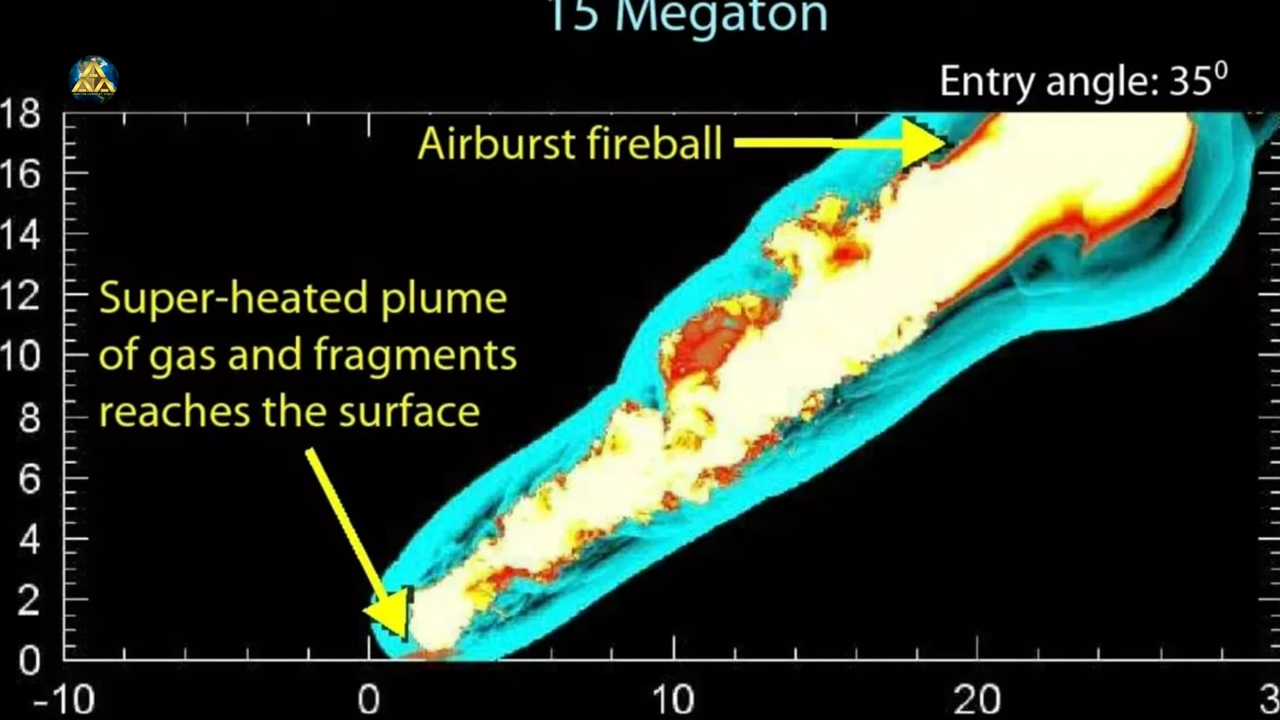 15 Megaton
Entry angle: 35⁰
Airburst fireball
Super-heated plume
of gas and fragments
reaches the surface
18
16
14
12
10
8
6
4
2
0
-10 0 10 20 3